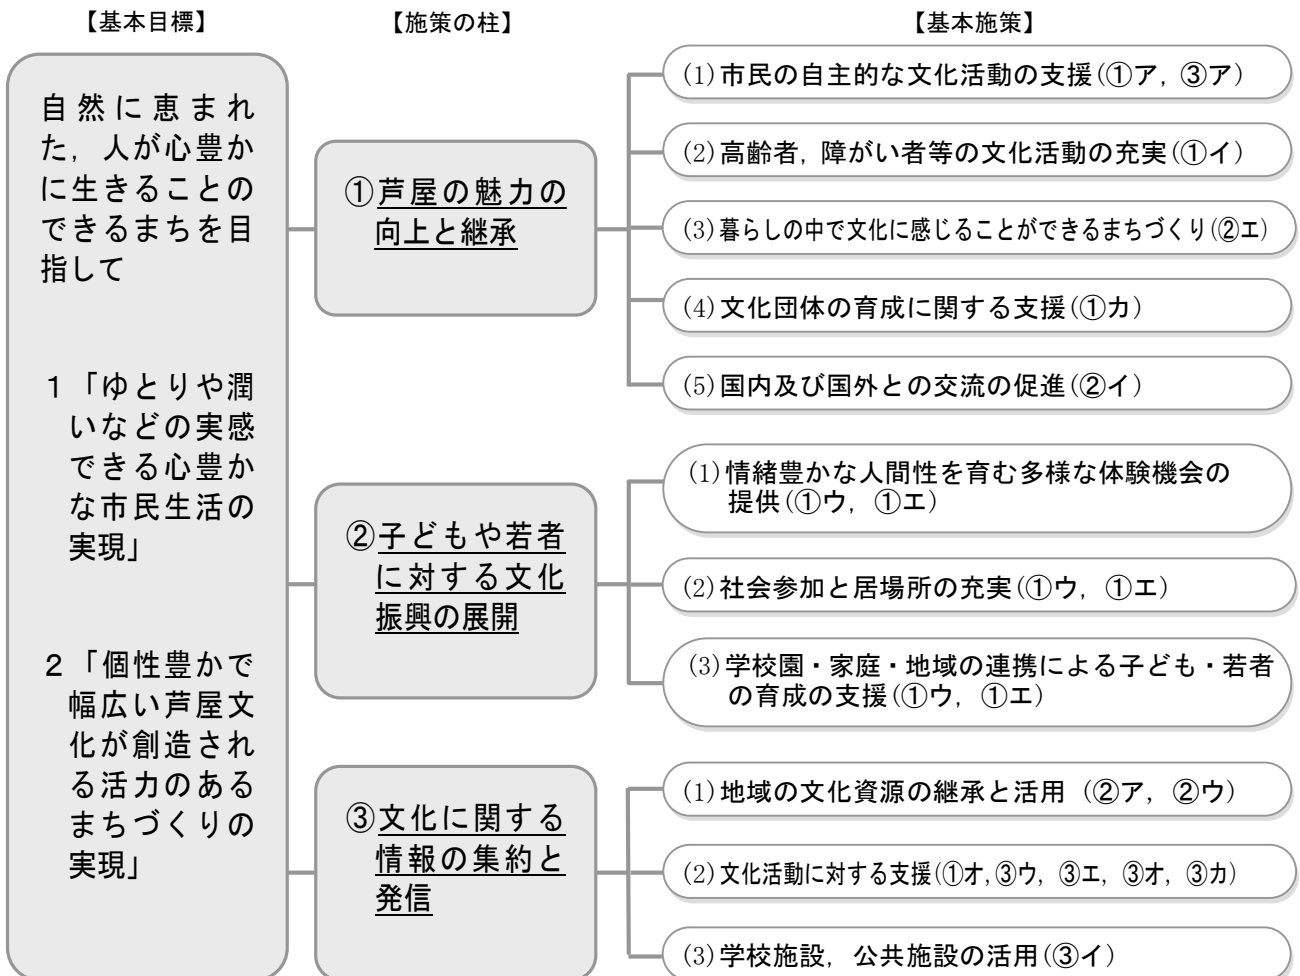 【基本目標】
【施策の柱】
【基本施策】
自然に恵まれ
た，人が心豊か
に生きることの
できるまちを目
指して
１「ゆとりや潤
いなどの実感
できる心豊か
な市民生活の
実現」
２「個性豊かで
幅広い芦屋文
化が創造され
る活力のある
まちづくりの
実現」
①芦屋の魅力の
向上と継承
(1)市民の自主的な文化活動の支援(①ア，③ア)
(2)高齢者，障がい者等の文化活動の充実(①イ)
(3)暮らしの中で文化に感じることができるまちづくり(②エ)
(4)文化団体の育成に関する支援(①カ)
(5)国内及び国外との交流の促進(②イ)
②子どもや若者
に対する文化
振興の展開
(1)情緒豊かな人間性を育む多様な体験機会の
提供(①ウ，①エ)
(2)社会参加と居場所の充実(①ウ，①エ)
(3)学校園・家庭・地域の連携による子ども・若者
の育成の支援(①ウ，①エ)
③文化に関する
情報の集約と
発信
(1)地域の文化資源の継承と活用 (②ア，②ウ)
(2)文化活動に対する支援(①オ,③ウ，③エ，③オ，③カ)
(3)学校施設，公共施設の活用(③イ)